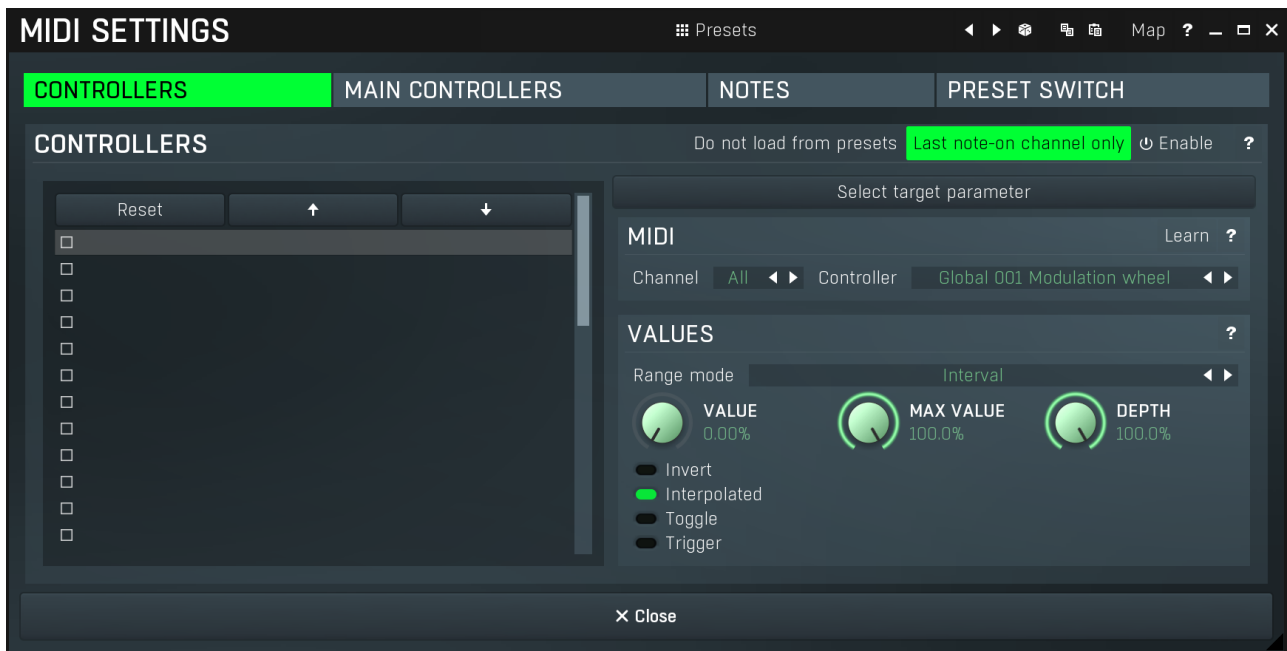 MIDI SETTINGS Presets Map ?
CONTROLLERS MAIN CONTROLLERS NOTES PRESET SWITCH
CONTROLLERS Do not load from presets Last note-on channel only Enable ?
Select target parameter
Reset
MIDI Learn ?
Channel All Controller Global 001 Modulation wheel
VALUES ?
Range mode Interval
VALUE MAX VALUE DEPTH
0.00% 100.0% 100.0%
Invert
Interpolated
Toggle
Trigger
Close